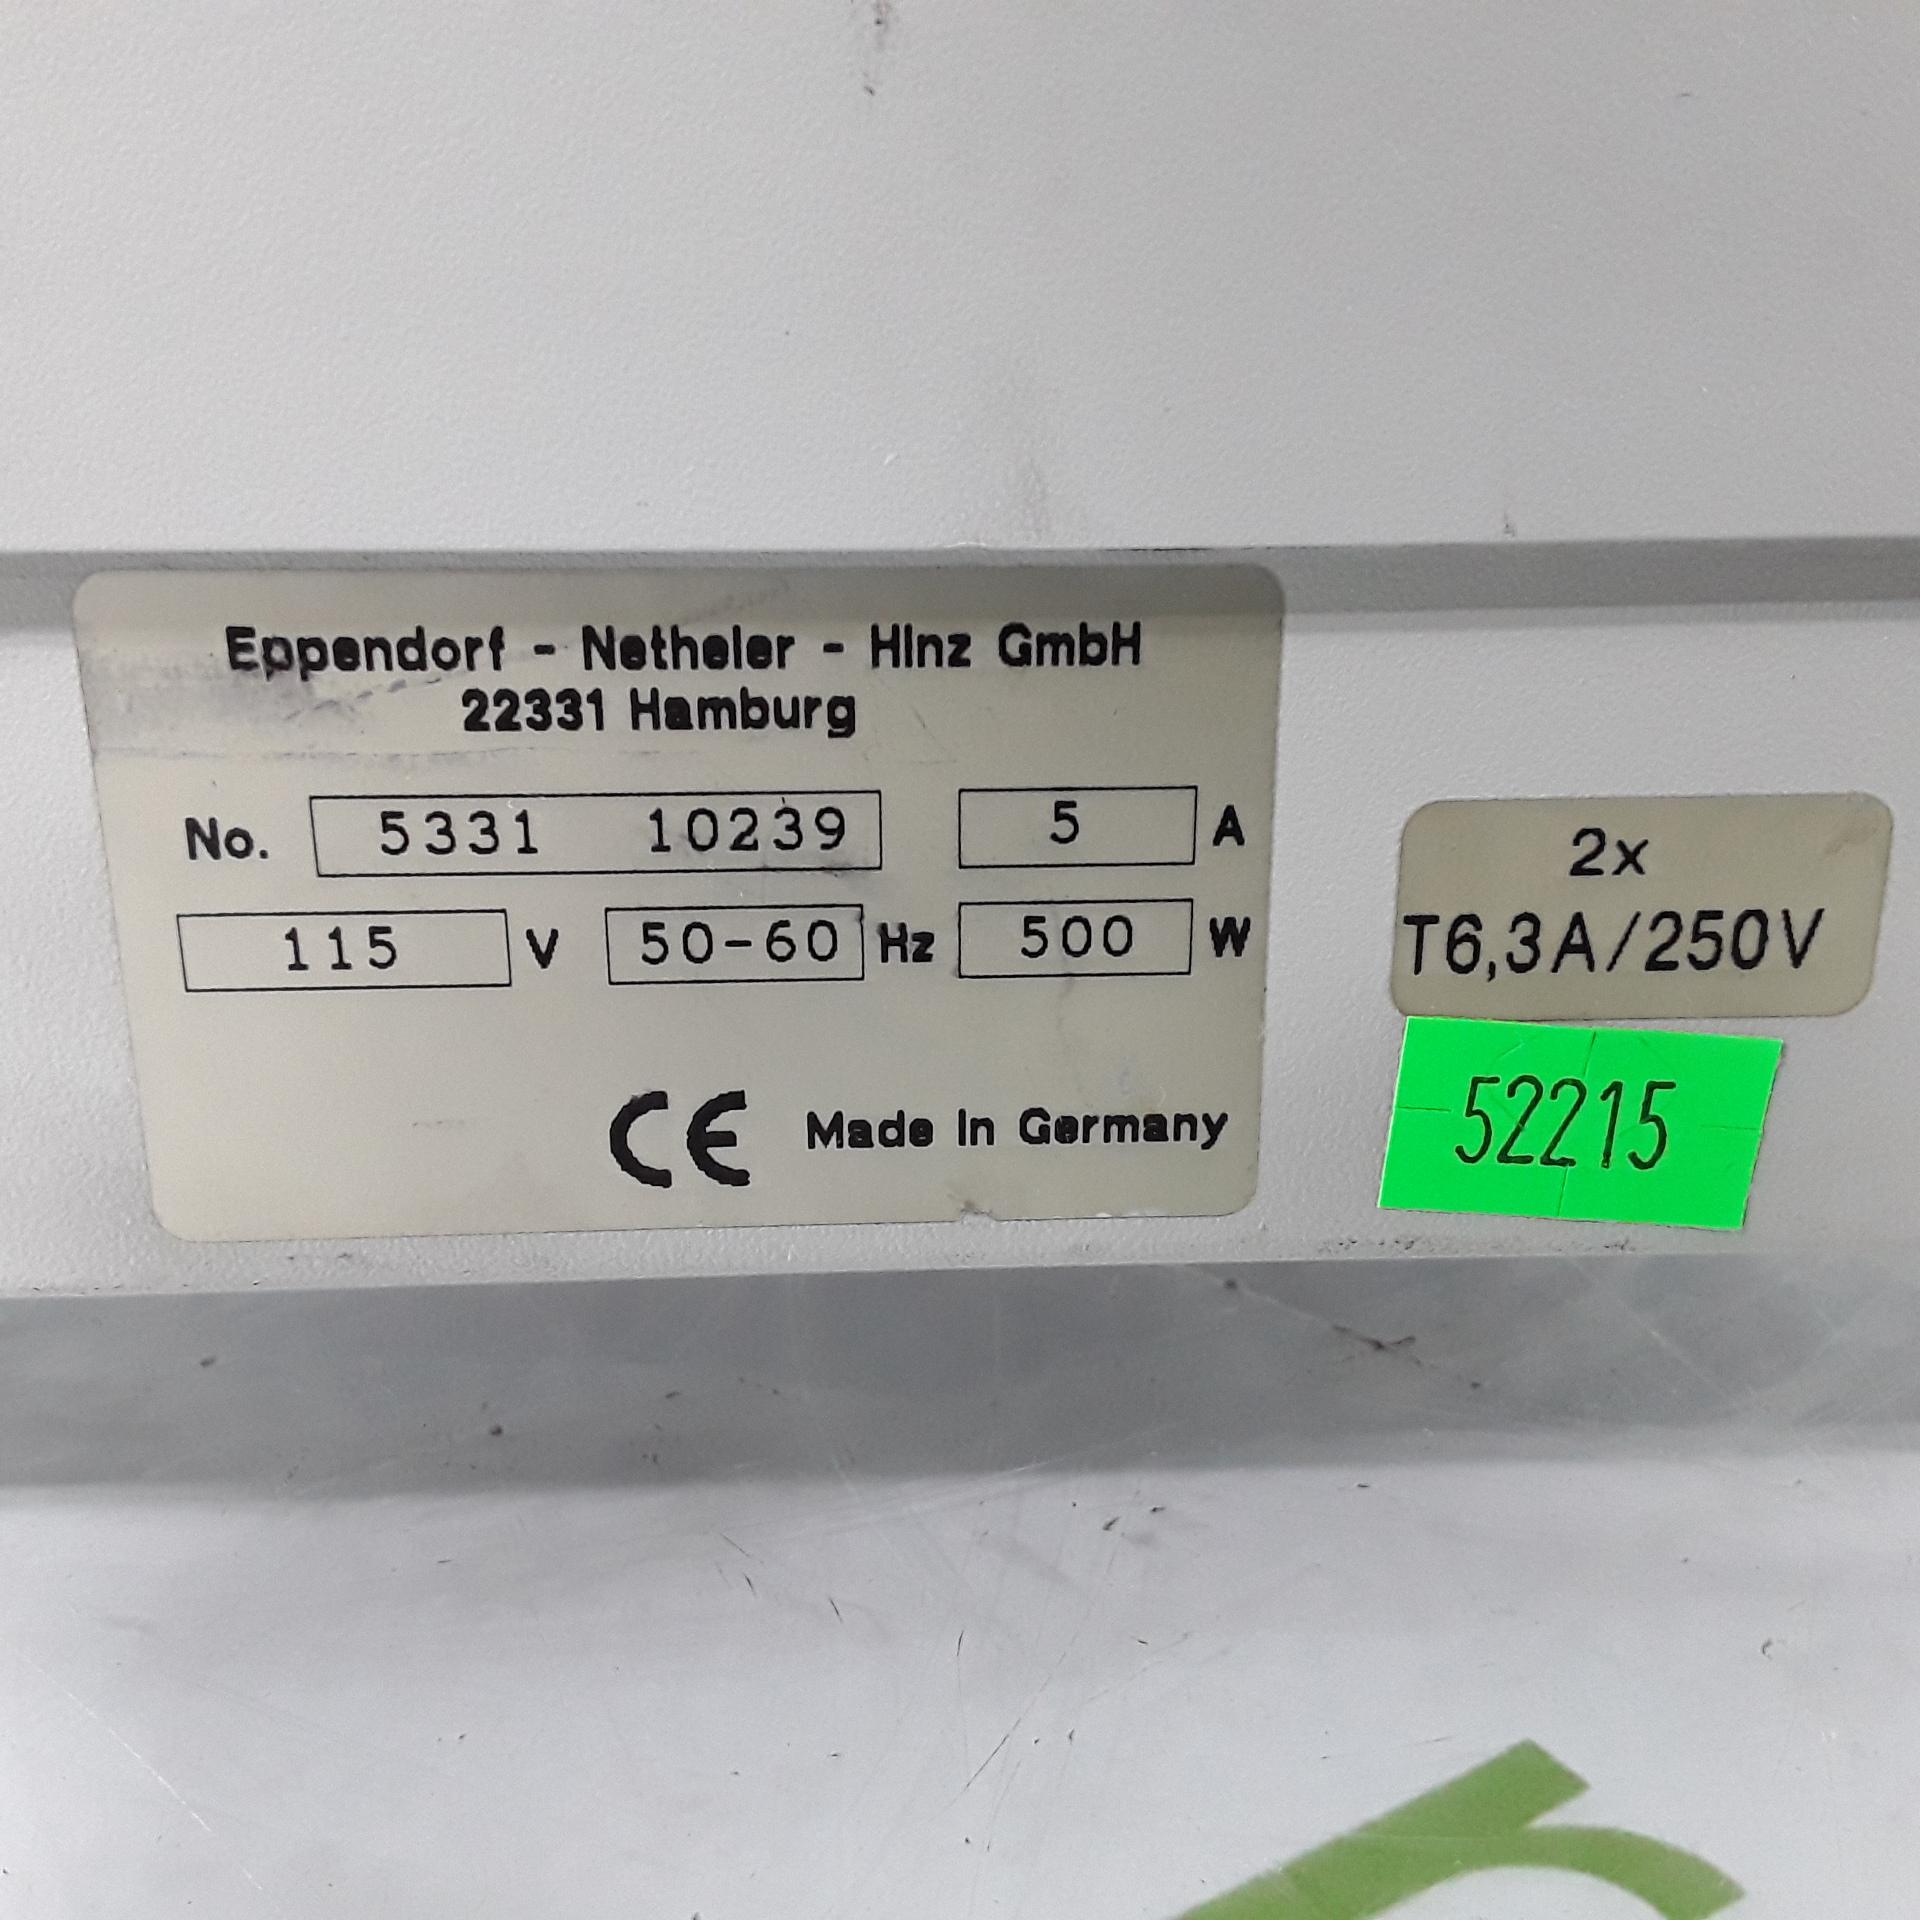 Eppendorf - Netheler - Hinz GmbH
22331 Hamburg
No. 5331 10239 5 A
115 V 50-60 Hz 500 W
CE Made in Germany
2x
T6,3A/250V
52215